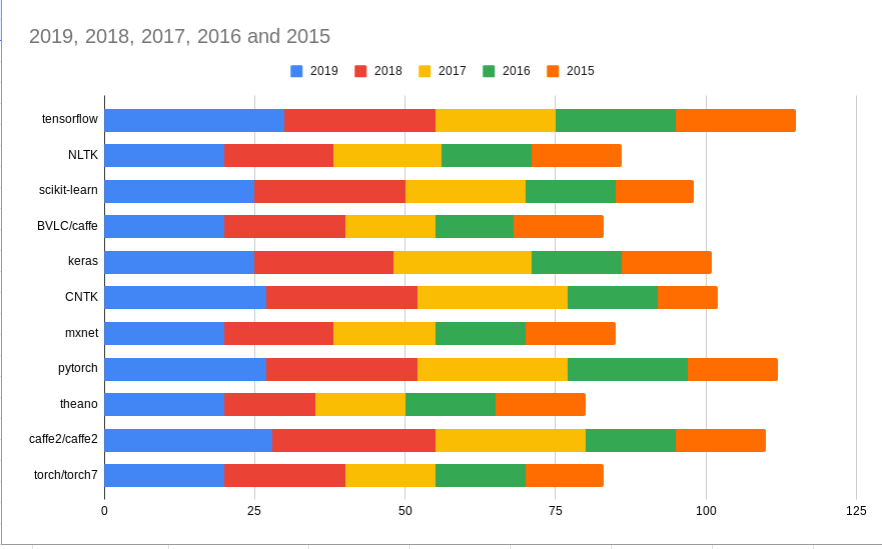 2019, 2018, 2017, 2016 and 2015
2019 2018 2017 2016 2015
tensorflow
NLTK
scikit-learn
BVLC/caffe
keras
CNTK
mxnet
pytorch
theano
caffe2/caffe2
torch/torch7
0 25 50 75 100 125